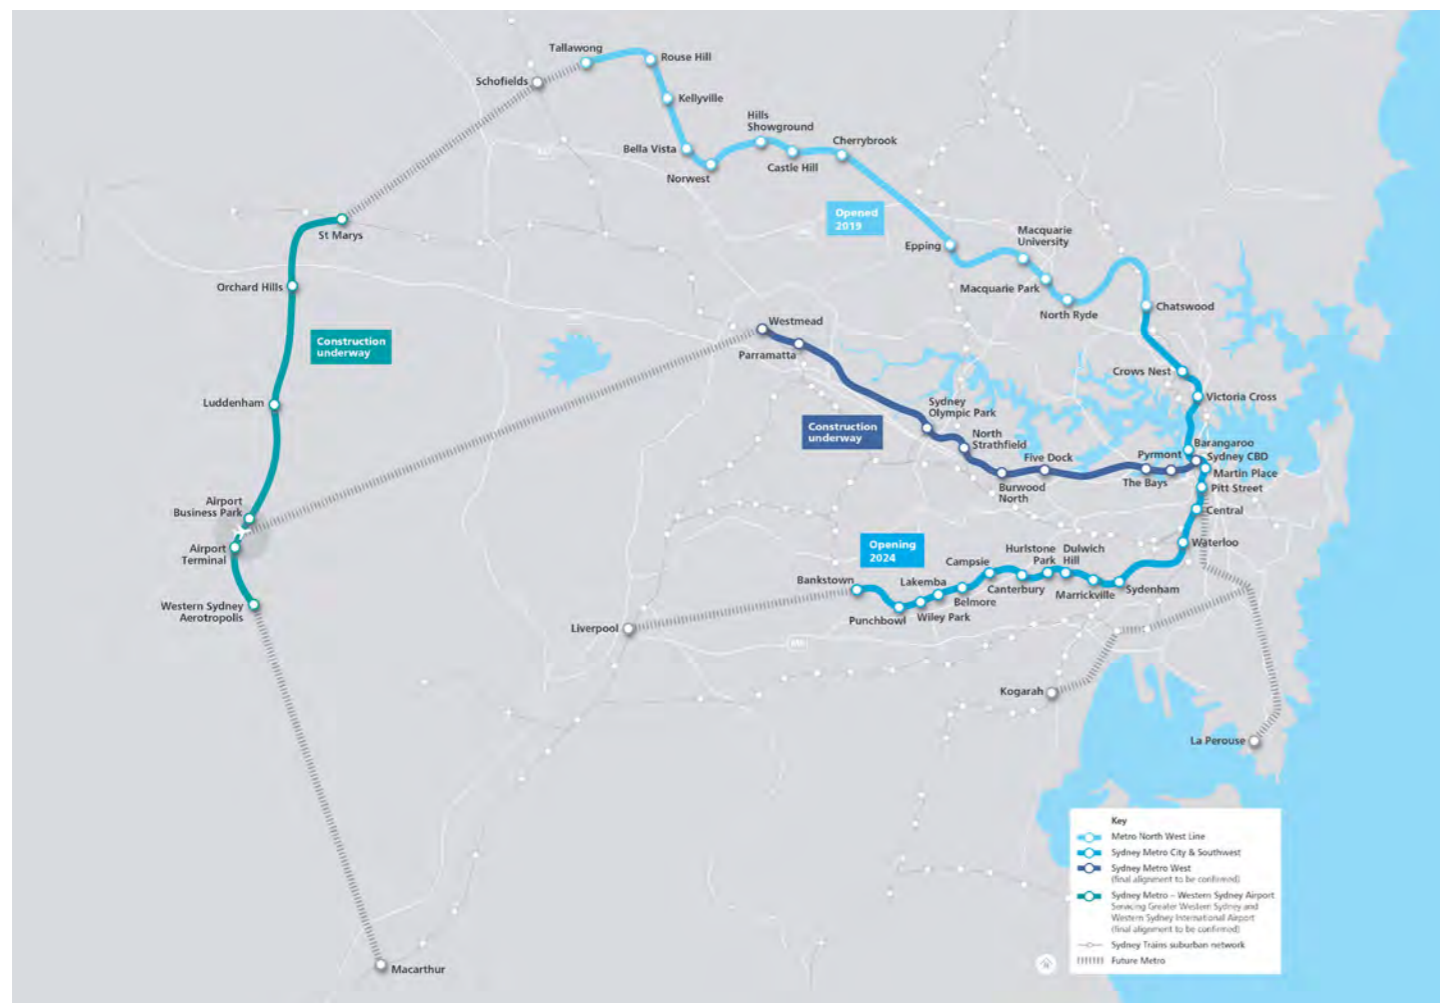 Tallawong
Rouse Hill
Schofields
Kellyville
Hills
Showground
Cherrybrook
Bella Vista
Castle Hill
Norwest
Opened
2019
St Marys
Macquarie
University
Epping
Orchard Hills
Macquarie Park
North Ryde
Chatswood
Westmead
Parramatta
Construction
underway
Crows Nest
Luddenham
Victoria Cross
Sydney
Olympic Park
Construction
underway
North
Strathfield
Barangaroo
Five Dock
Pyrmont
Sydney CBD
Martin Place
Burwood
North
The Bays
Pitt Street
Airport
Business Park
Central
Airport
Terminal
Opening
2024
Waterloo
Hurlstone
Park
Dulwich
Hill
Campsie
Bankstown
Lakemba
Canterbury
Marrickville
Sydenham
Belmore
Wiley Park
Punchbowl
Western Sydney
Aerotropolis
Liverpool
Kogarah
La Perouse
Macarthur
Key
Metro North West Line
Sydney Metro City & Southwest
Sydney Metro West
(final alignment to be confirmed)
Sydney Metro – Western Sydney Airport
Servicing Greater Western Sydney and
Western Sydney International Airport
(final alignment to be confirmed)
Sydney Trains suburban network
Future Metro